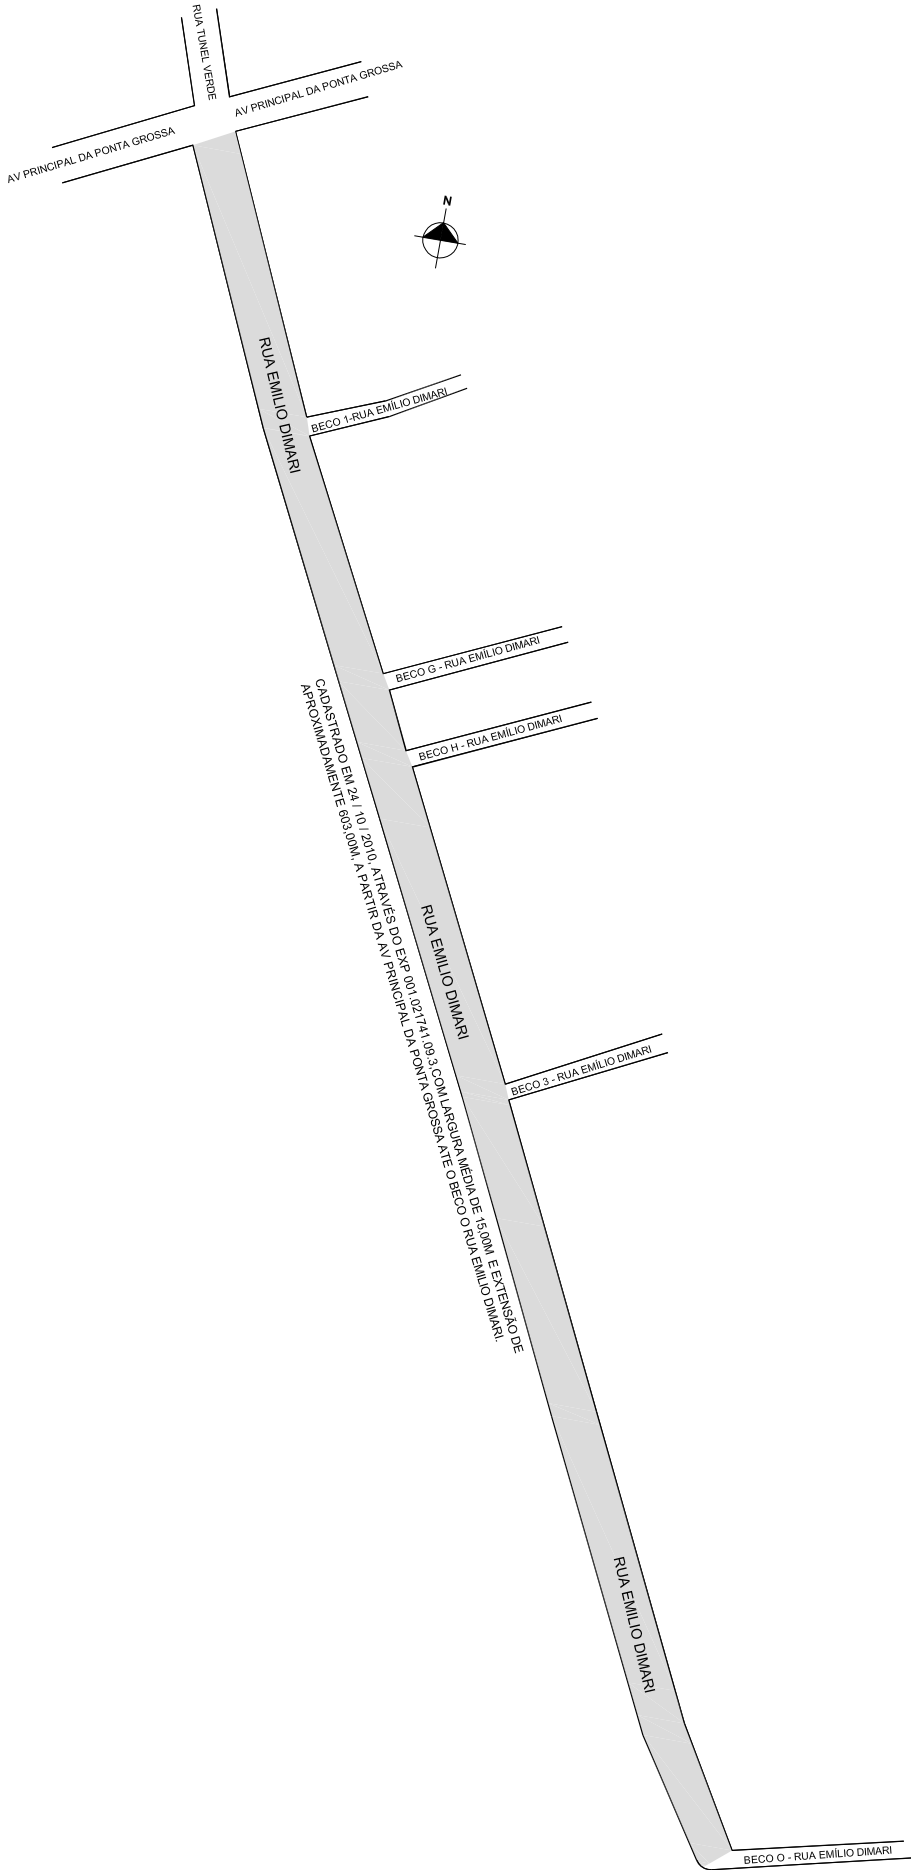 RUA TUNEL VERDE
AV PRINCIPAL DA PONTA GROSSA
AV PRINCIPAL DA PONTA GROSSA
N
RUA EMILIO DIMARI
BECO 1-RUA EMÍLIO DIMARI
BECO G - RUA EMÍLIO DIMARI
CADASTRADO EM 24 / 10 / 2010, ATRAVÉS DO EXP 001.021741.09.3,COM LARGURA MÉDIA DE 15,00M E EXTENSÃO DE
APROXIMADAMENTE 603,00M, A PARTIR DA AV PRINCIPAL DA PONTA GROSSA ATE O BECO O RUA EMILIO DIMARI.
BECO H - RUA EMÍLIO DIMARI
RUA EMILIO DIMARI
BECO 3 - RUA EMÍLIO DIMARI
RUA EMILIO DIMARI
BECO O - RUA EMÍLIO DIMARI